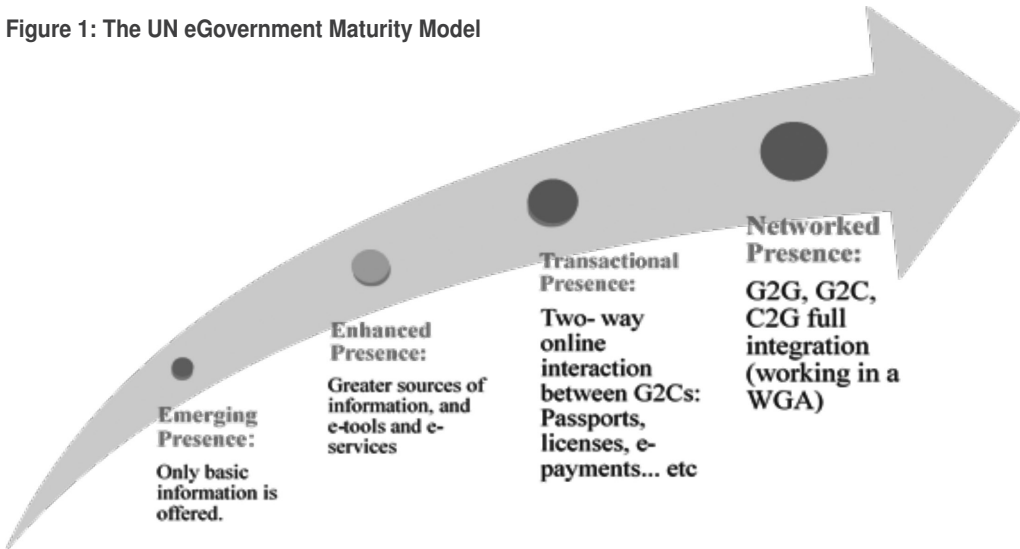 Figure 1: The UN eGovernment Maturity Model
Emerging
Presence:
Only basic
information is
offered.
Enhanced
Presence:
Greater sources of
information, and
e-tools and e-
services
Transactional
Presence:
Two- way
online
interaction
between G2Cs:
Passports,
licenses, e-
payments... etc
Networked
Presence:
G2G, G2C,
C2G full
integration
(working in a
WGA)